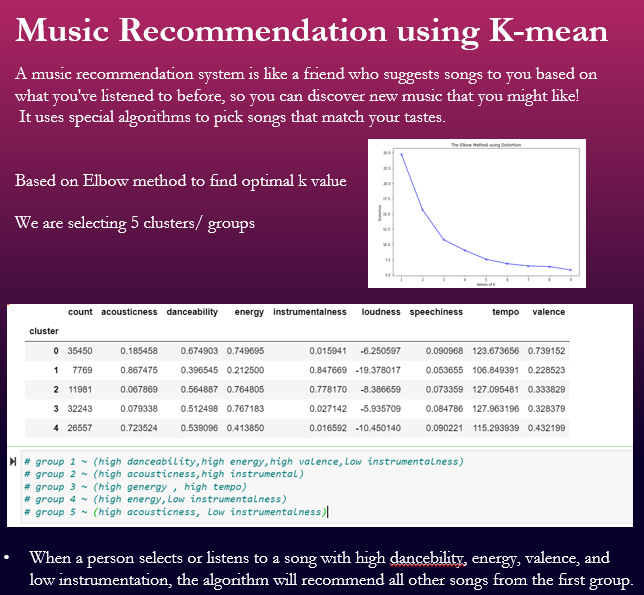 Music Recommendation using K-mean
A music recommendation system is like a friend who suggests songs to you based on
what you've listened to before, so you can discover new music that you might like!
It uses special algorithms to pick songs that match your tastes.
The Elbow Method using Distortion
Based on Elbow method to find optimal k value
We are selecting 5 clusters/ groups
Distortion
1 2 3 4 5 6 7 8 9
Values of K
count acousticness danceability energy instrumentalness loudness speechiness tempo valence
cluster
0 35450 0.185458 0.674903 0.749695 0.015941 -6.250597 0.090968 123.673656 0.739152
1 7769 0.867475 0.396545 0.212500 0.847669 -19.378017 0.053655 106.849391 0.228523
2 11981 0.067869 0.564887 0.764805 0.778170 -8.386659 0.073359 127.095481 0.333829
3 32243 0.079338 0.512498 0.767183 0.027142 -5.935709 0.084786 127.963196 0.328379
4 26557 0.723524 0.539096 0.413850 0.016592 -10.450140 0.090221 115.293939 0.432199
# group 1 ~ (high danceability,high energy,high valence,low instrumentalness)
# group 2 ~ (high acousticness,high instrumental)
# group 3 ~ (high genergy , high tempo)
# group 4 ~ (high energy,low instrumentalness)
# group 5 ~ (high acousticness, low instrumentalness)
• When a person selects or listens to a song with high dancebility, energy, valence, and
low instrumentation, the algorithm will recommend all other songs from the first group.